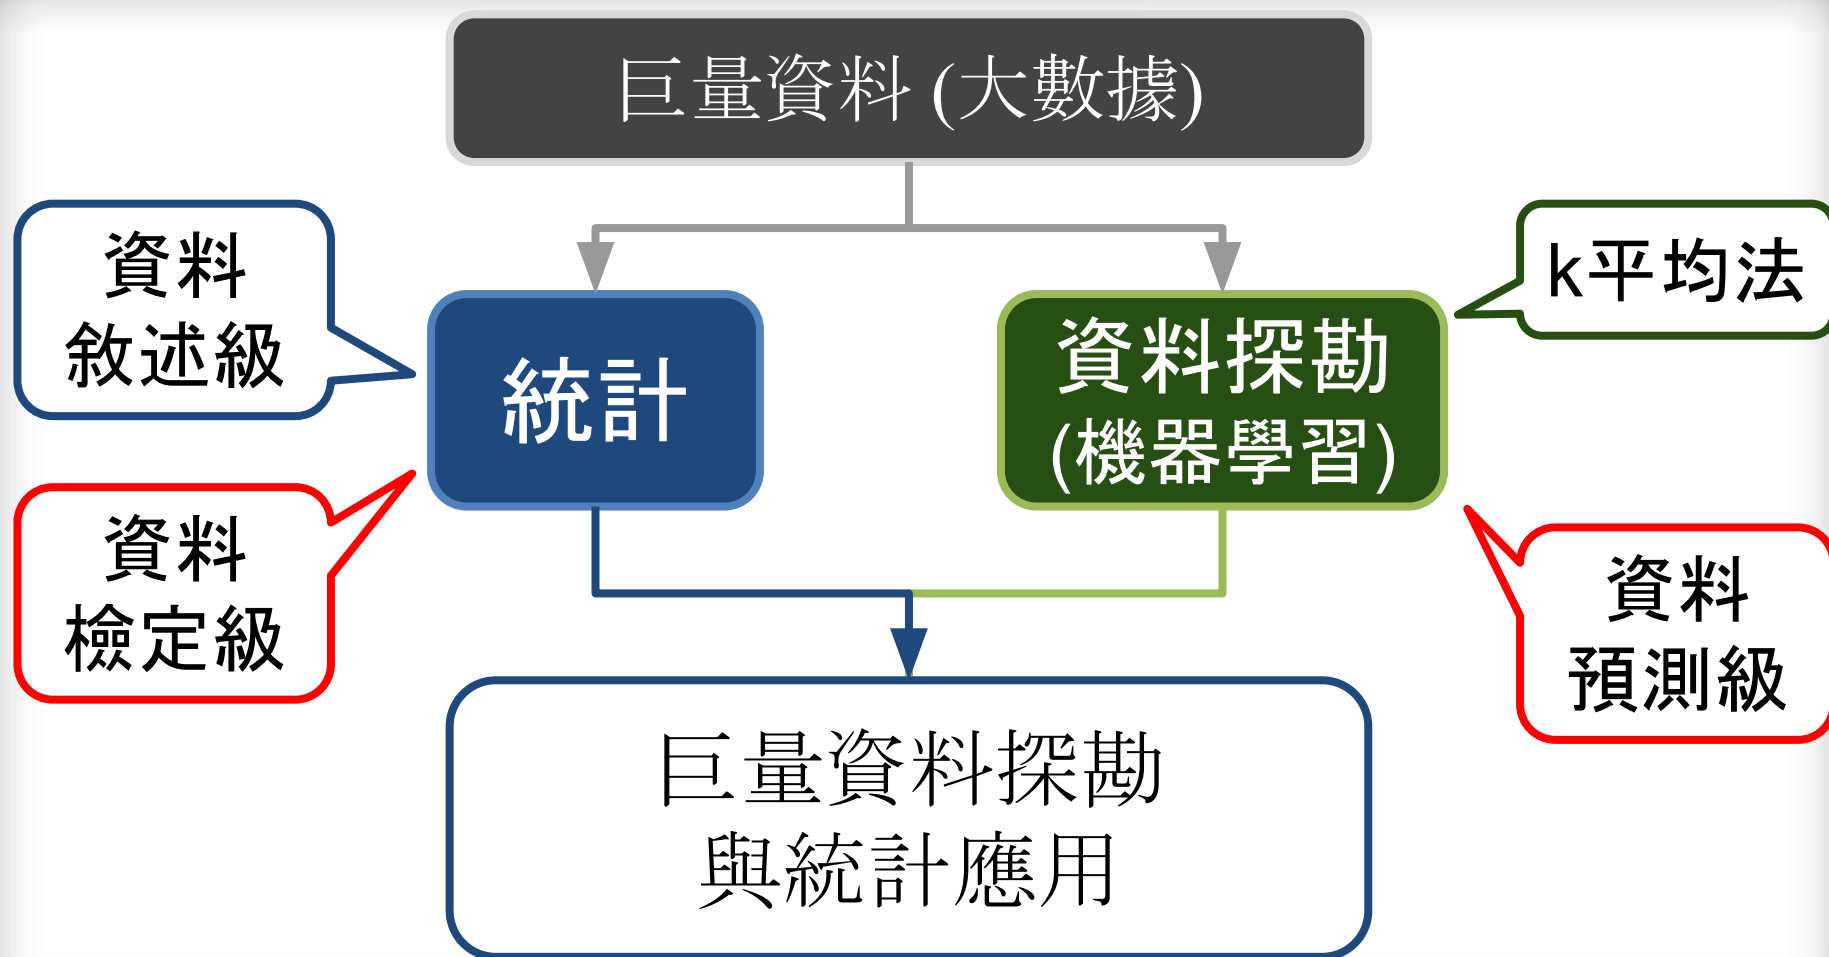 巨量資料 (大數據)
資料
敘述級
k平均法
統計
資料探勘
(機器學習)
資料
檢定級
資料
預測級
巨量資料探勘
與統計應用